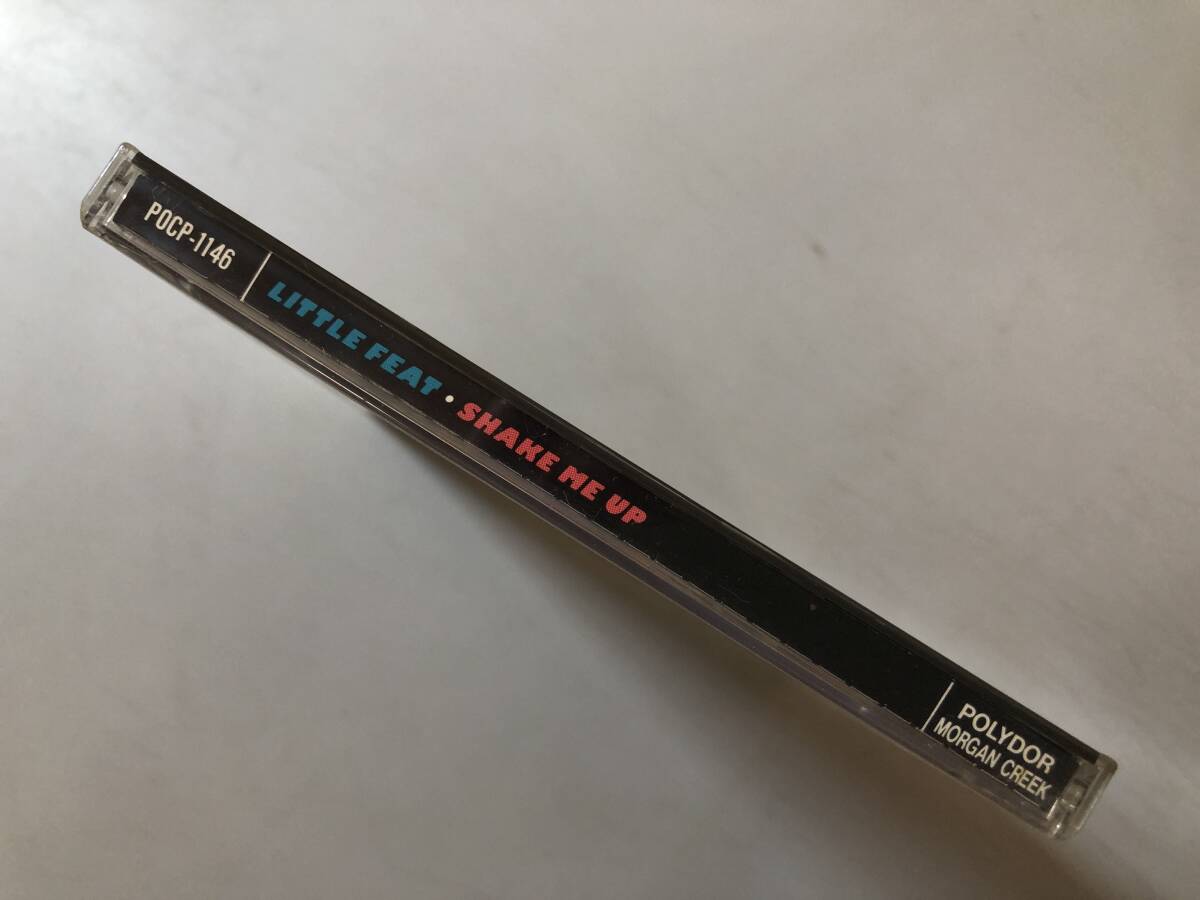 POCP-1146
LITTLE FEAT • SHAKE ME UP
POLYDOR
MORGAN CREEK